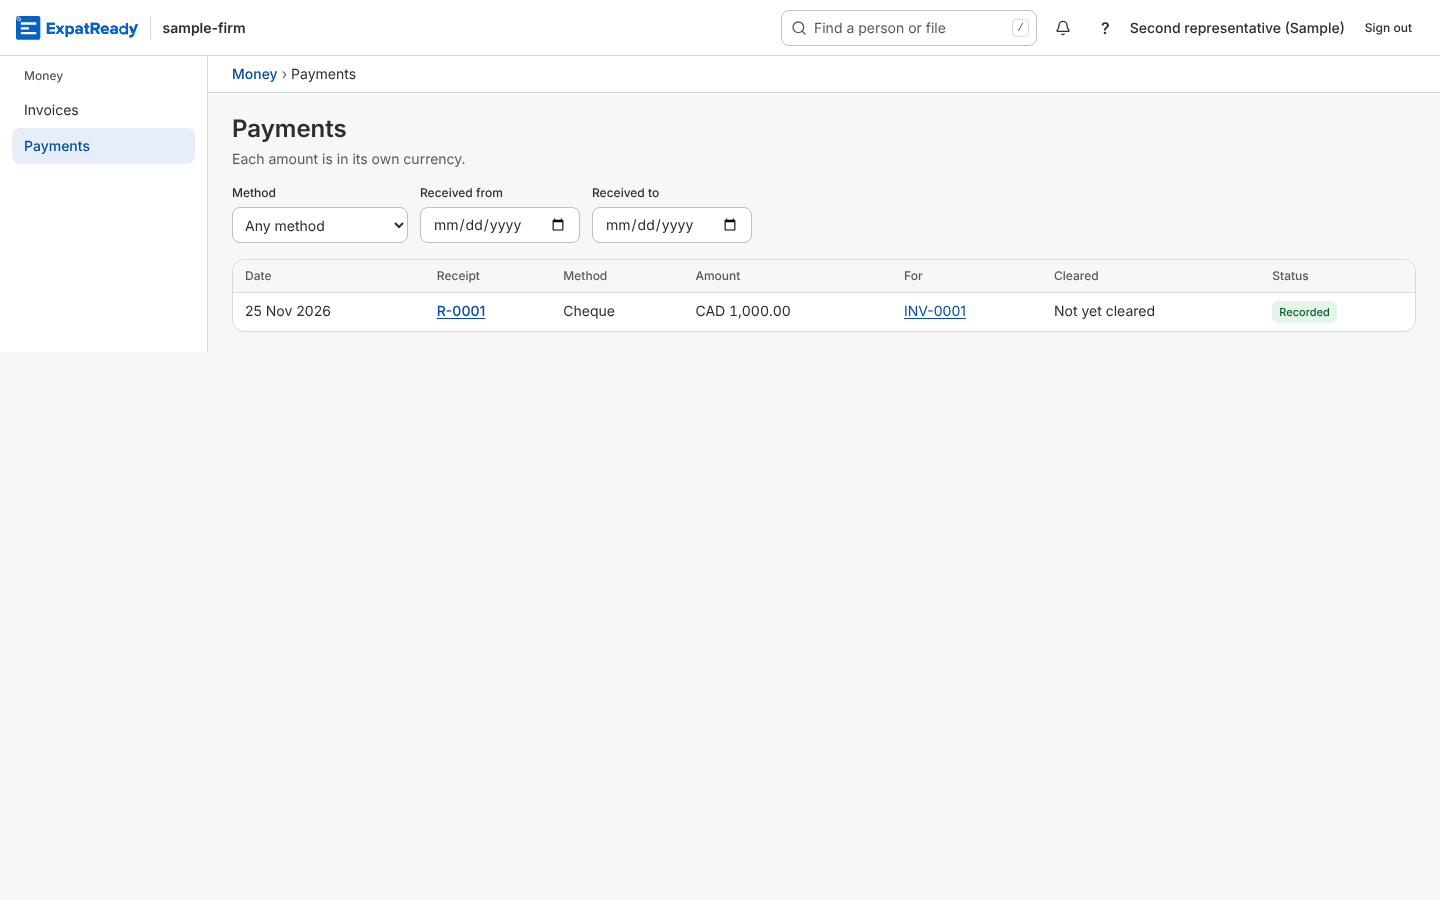 ExpatReady
sample-firm
Find a person or file
/
?
Second representative (Sample)
Sign out
Money
Invoices
Payments
Money › Payments
Payments
Each amount is in its own currency.
Method
Received from
Received to
Any method
mm/dd/yyyy
mm/dd/yyyy
Date Receipt Method Amount For Cleared Status
25 Nov 2026 R-0001 Cheque CAD 1,000.00 INV-0001 Not yet cleared Recorded